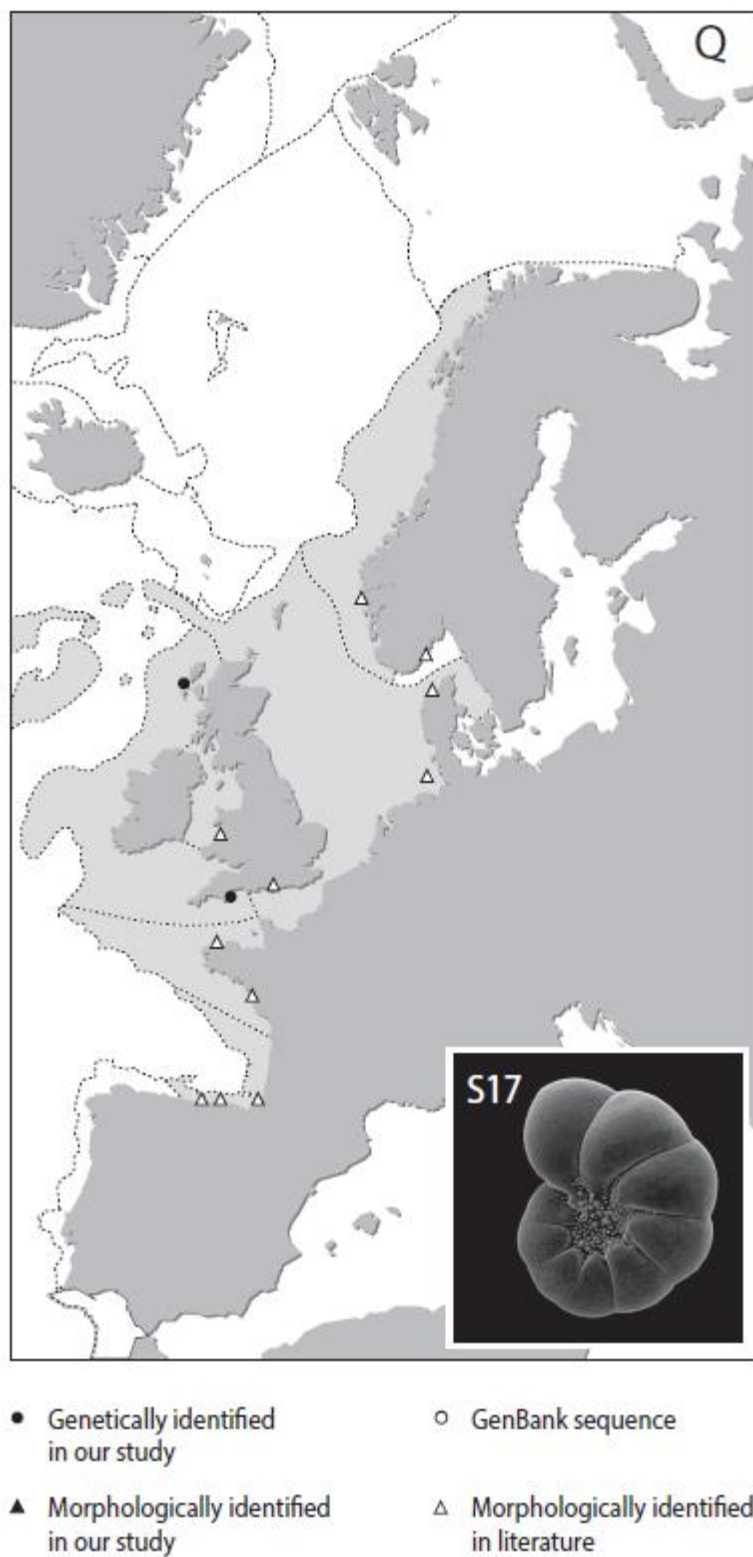 Q
S17
Genetically identified
in our study
GenBank sequence
Morphologically identified
in our study
Morphologically identified
in literature